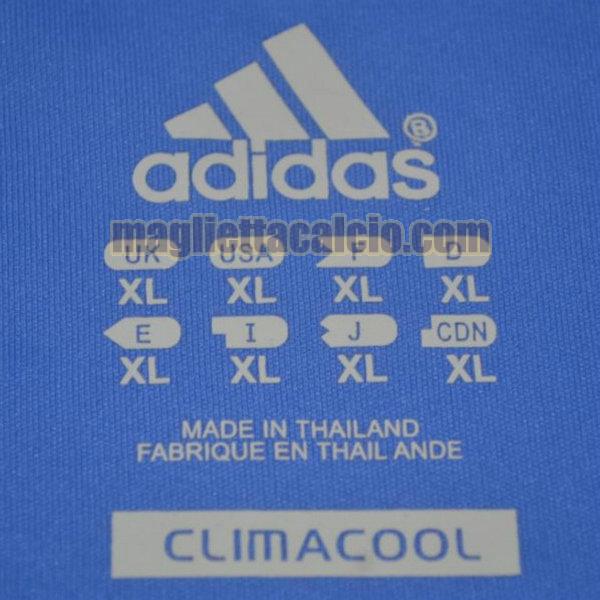 adidas ®
magliettacalcio.com
UK USA F D
XL XL XL XL
E I J CDN
XL XL XL XL
MADE IN THAILAND
FABRIQUE EN THAIL ANDE
CLIMACOOL